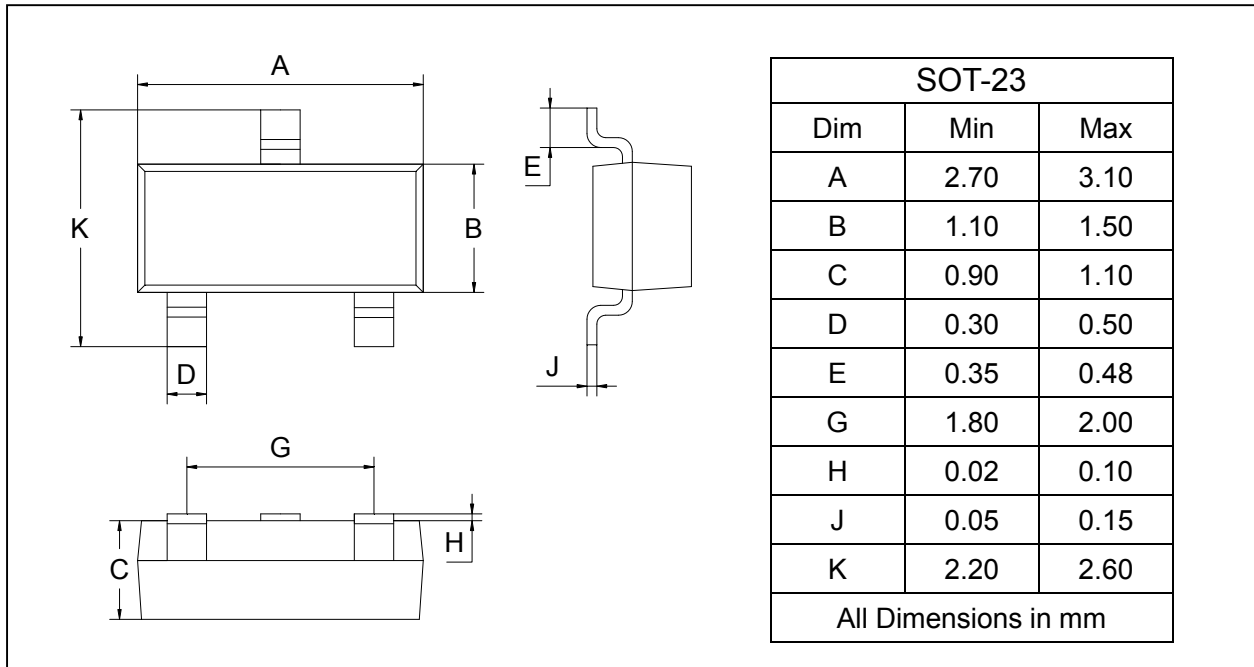 A
K
B
D
E
J
G
C
H
SOT-23
Dim Min Max
A 2.70 3.10
B 1.10 1.50
C 0.90 1.10
D 0.30 0.50
E 0.35 0.48
G 1.80 2.00
H 0.02 0.10
J 0.05 0.15
K 2.20 2.60
All Dimensions in mm